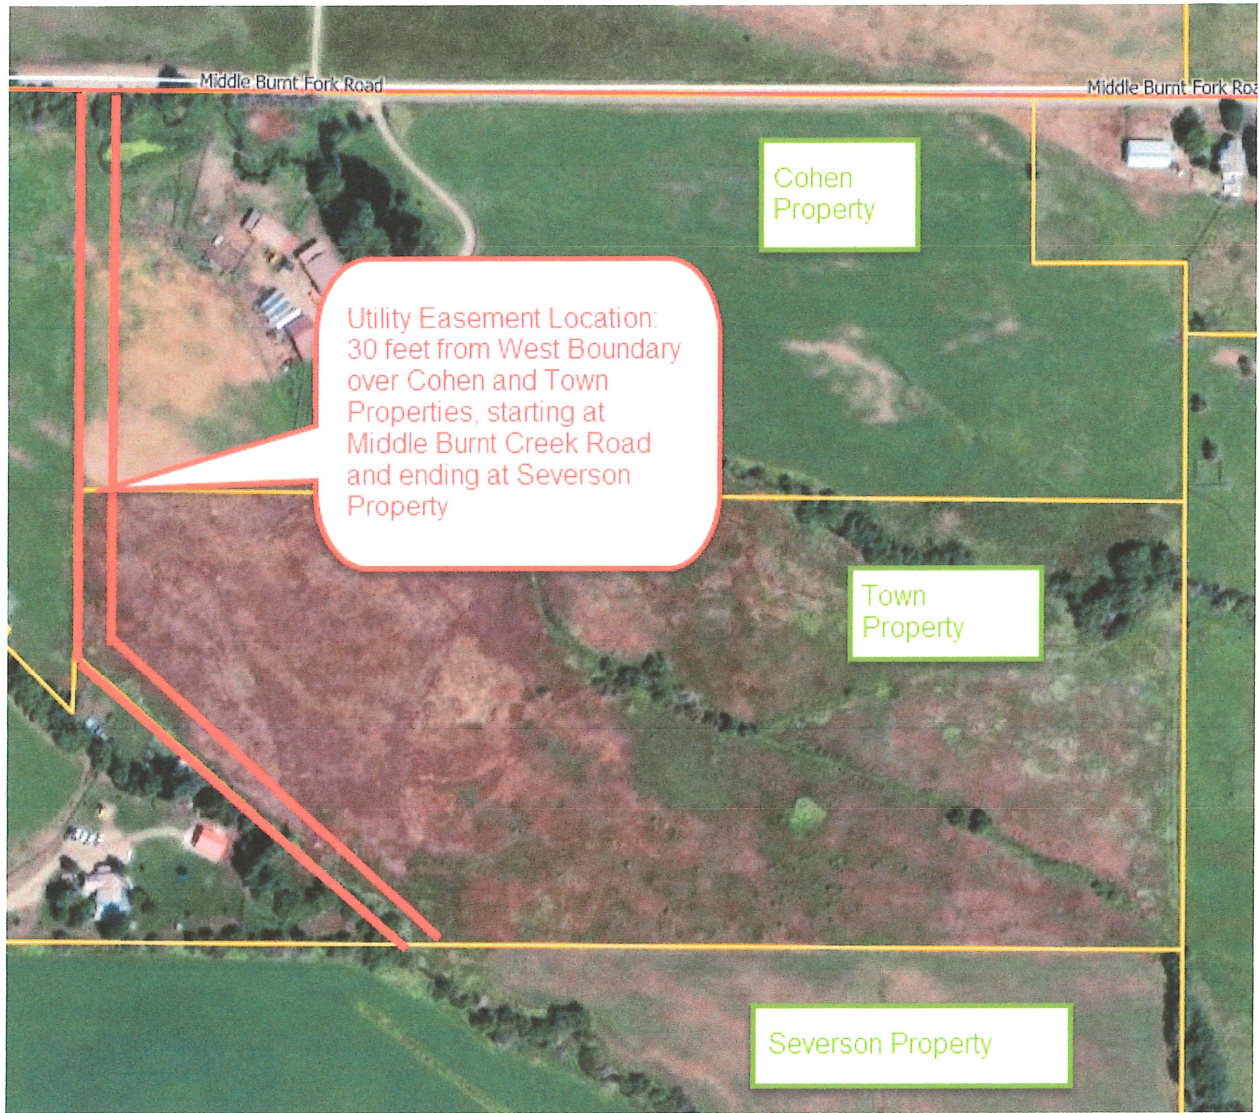 Middle Burnt Fork Road
Middle Burnt Fork Roa
Cohen
Property
Utility Easement Location:
30 feet from West Boundary
over Cohen and Town
Properties, starting at
Middle Burnt Creek Road
and ending at Severson
Property
Town
Property
Severson Property